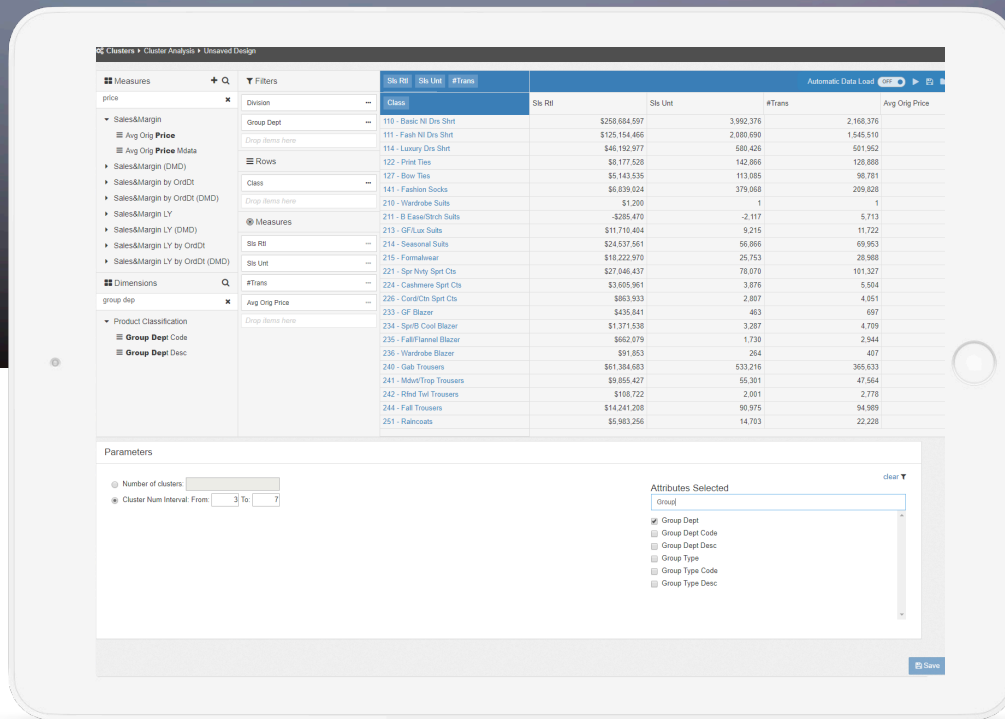 Clusters › Cluster Analysis › Unsaved Design
Measures
price
Sales&Margin
Avg Orig Price
Avg Orig Price Mdata
Sales&Margin (DMD)
Sales&Margin by OrdDt
Sales&Margin by OrdDt (DMD)
Sales&Margin LY
Sales&Margin LY (DMD)
Sales&Margin LY by OrdDt
Sales&Margin LY by OrdDt (DMD)
Dimensions
group dep
Product Classification
Group Dept Code
Group Dept Desc
Filters
Division
Group Dept
Drop items here
Rows
Class
Drop items here
Measures
Sls Rtl
Sls Unt
#Trans
Avg Orig Price
Drop items here
Sls Rtl Sls Unt #Trans
Automatic Data Load OFF
Class Sls Rtl Sls Unt #Trans Avg Orig Price
110 - Basic NI Drs Shrt $258,684,597 3,992,376 2,168,376
111 - Fash NI Drs Shrt $125,154,466 2,080,690 1,545,510
114 - Luxury Drs Shrt $46,192,977 580,426 501,952
122 - Print Ties $8,177,528 142,866 128,888
127 - Bow Ties $5,143,535 113,085 98,781
141 - Fashion Socks $6,839,024 379,068 209,828
210 - Wardrobe Suits $1,200 1 1
211 - B Ease/Strch Suits -$285,470 -2,117 5,713
213 - GF/Lux Suits $11,710,404 9,215 11,722
214 - Seasonal Suits $24,537,561 56,866 69,953
215 - Formalwear $18,222,970 25,753 28,988
221 - Spr Nvty Sprt Cts $27,046,437 78,070 101,327
224 - Cashmere Sprt Cts $3,605,961 3,876 5,504
226 - Cord/Ctn Sprt Cts $863,933 2,807 4,051
233 - GF Blazer $435,841 463 697
234 - Spr/B Cool Blazer $1,371,538 3,287 4,709
235 - Fall/Flannel Blazer $662,079 1,730 2,944
236 - Wardrobe Blazer $91,853 264 407
240 - Gab Trousers $61,384,683 533,216 365,633
241 - Mdwt/Trop Trousers $9,855,427 55,301 47,564
242 - Rfnd Twl Trousers $108,722 2,001 2,778
244 - Fall Trousers $14,241,208 90,975 94,989
251 - Raincoats $5,983,256 14,703 22,228
Parameters
Number of clusters:
Cluster Num Interval: From: 3 To: 7
clear
Attributes Selected
Group
Group Dept
Group Dept Code
Group Dept Desc
Group Type
Group Type Code
Group Type Desc
Save